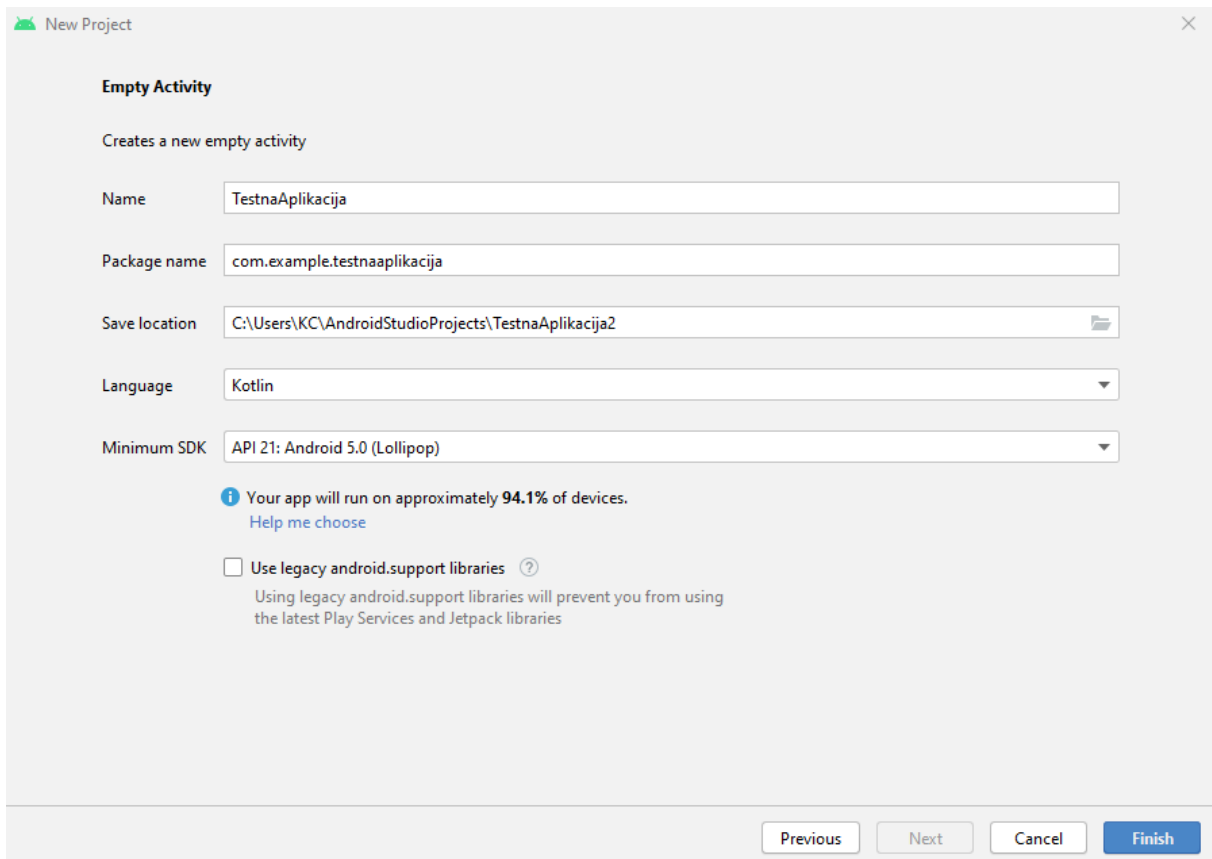 New Project
Empty Activity
Creates a new empty activity
Name TestnaAplikacija
Package name com.example.testnaaplikacija
Save location C:\Users\KC\AndroidStudioProjects\TestnaAplikacija2
Language Kotlin
Minimum SDK API 21: Android 5.0 (Lollipop)
Your app will run on approximately 94.1% of devices.
Help me choose
Use legacy android.support libraries ?
Using legacy android.support libraries will prevent you from using
the latest Play Services and Jetpack libraries
Previous Next Cancel Finish